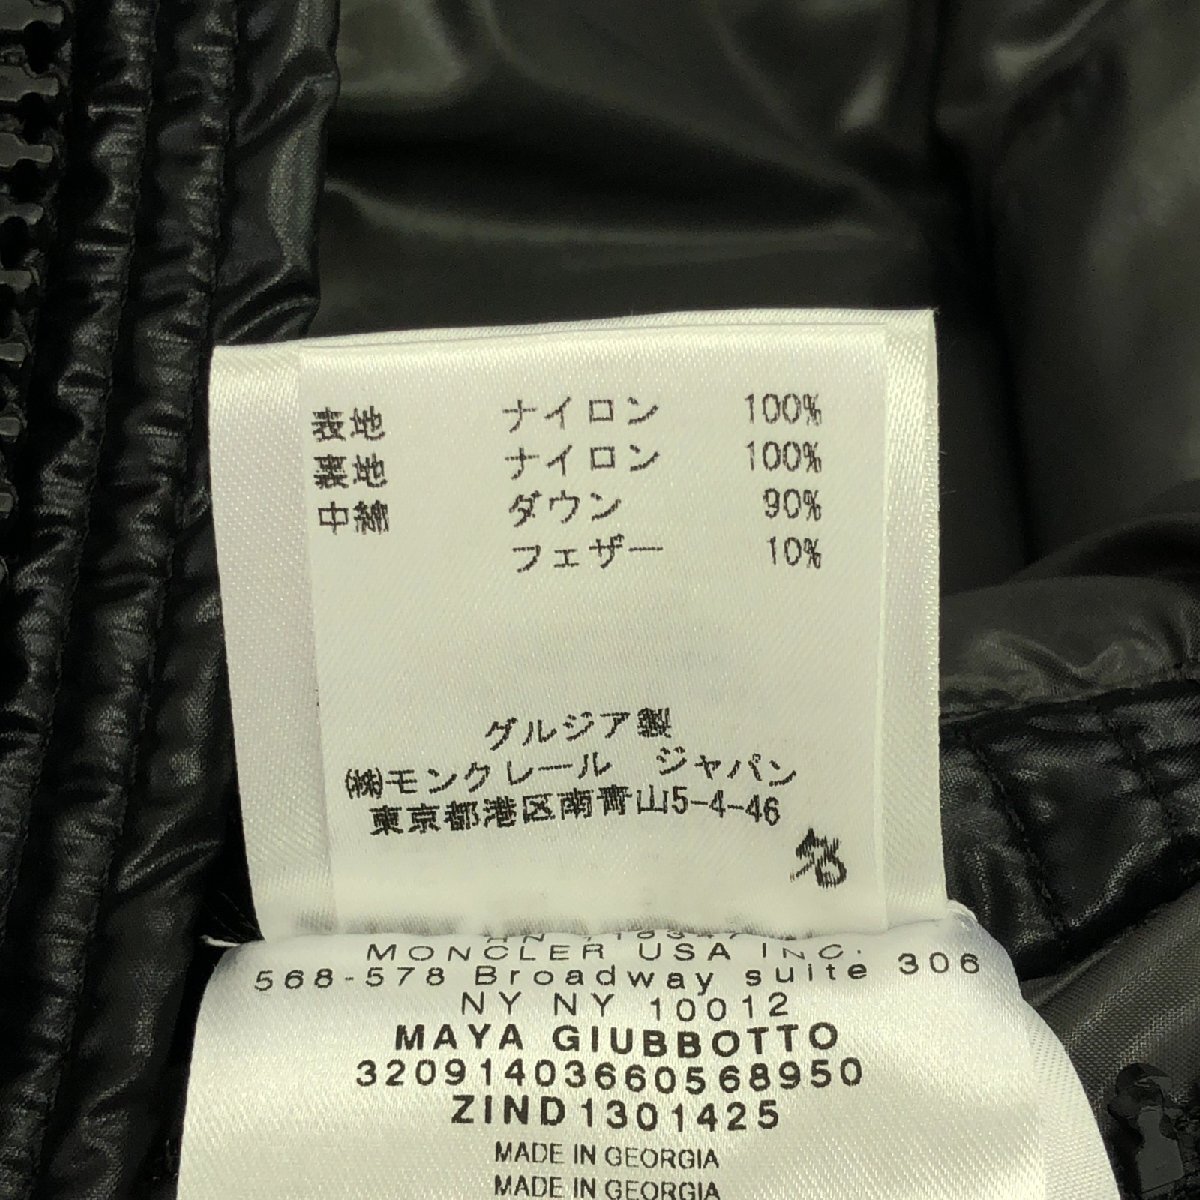 表地 ナイロン 100%
裏地 ナイロン 100%
中綿 ダウン 90%
フェザー 10%
グルジア製
㈱モンクレール ジャパン
東京都港区南青山5-4-46
MONCLER USA INC.
568-578 Broadway suite 306
NY NY 10012
MAYA GIUBBOTTO
32091403660568950
ZIND1301425
MADE IN GEORGIA
MADE IN GEORGIA